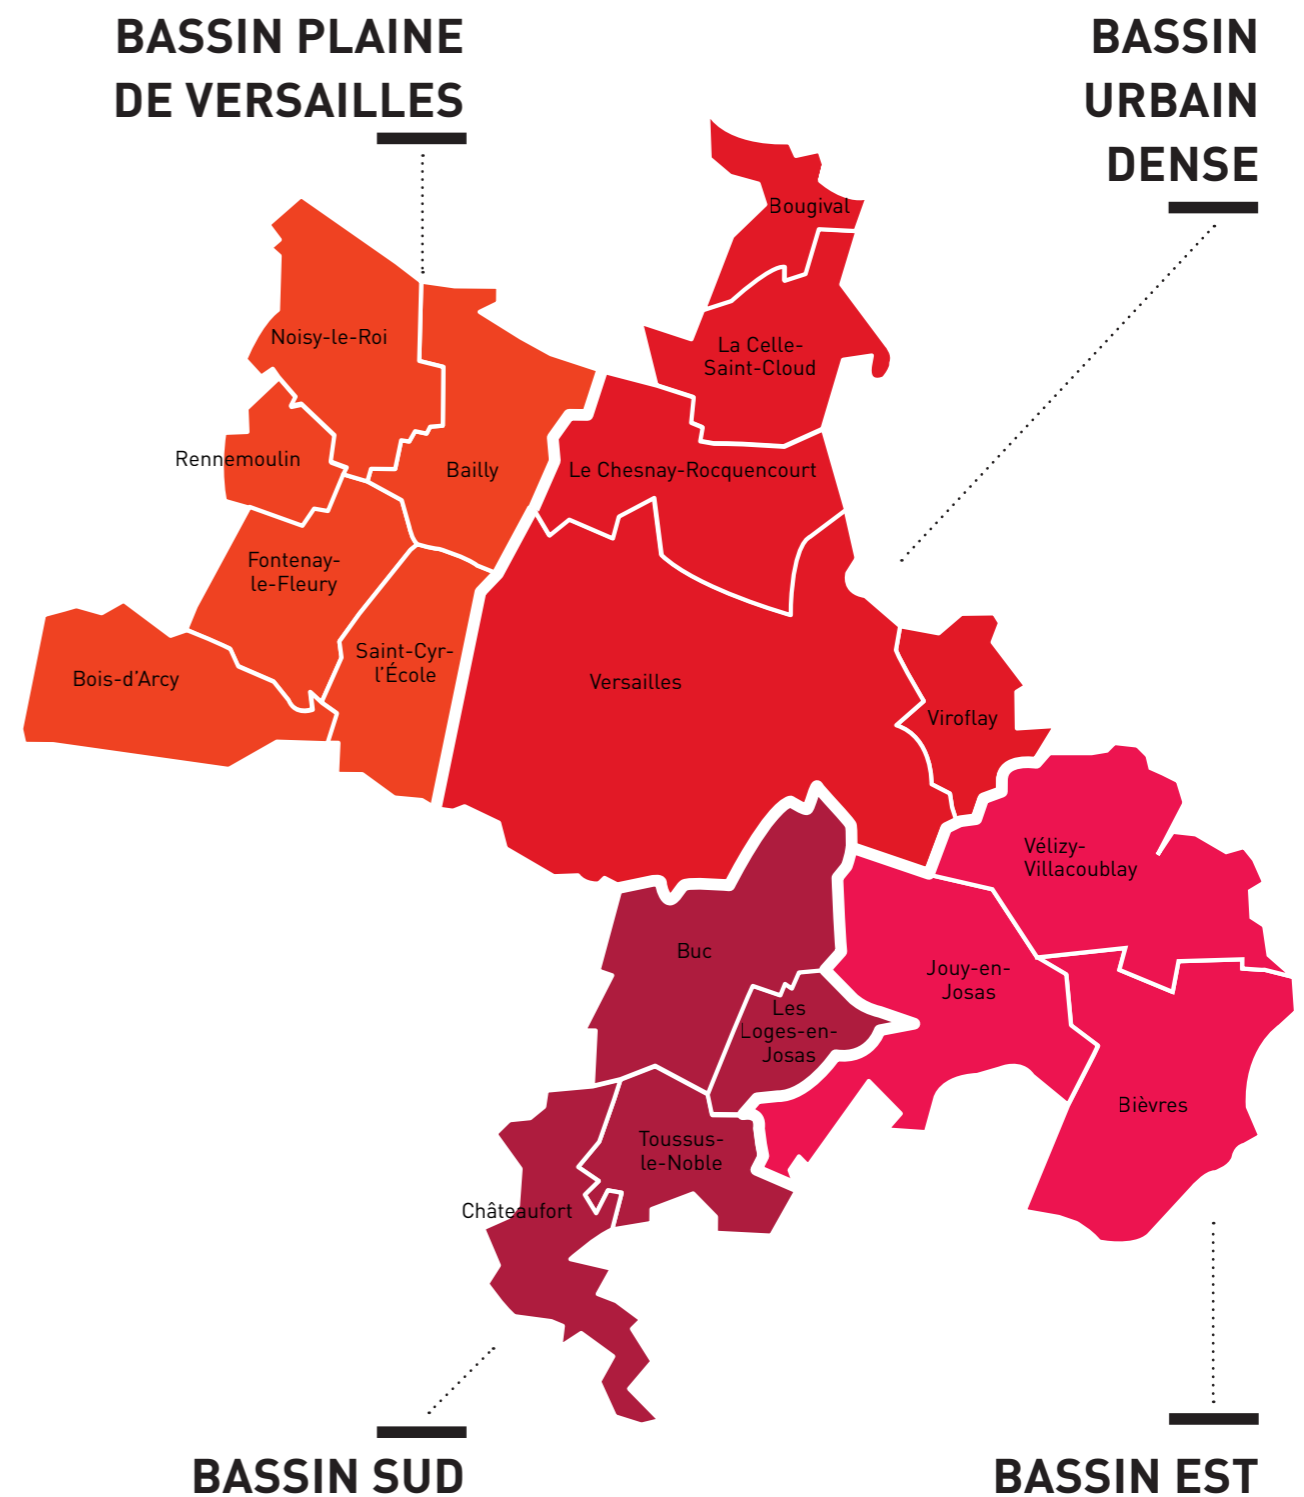 BASSIN PLAINE
DE VERSAILLES
BASSIN
URBAIN
DENSE
Bougival
Noisy-le-Roi
La Celle-
Saint-Cloud
Rennemoulin
Bailly
Le Chesnay-Rocquencourt
Fontenay-
le-Fleury
Saint-Cyr-
l'École
Bois-d'Arcy
Versailles
Viroflay
Vélizy-
Villacoublay
Buc
Jouy-en-
Josas
Les
Loges-en-
Josas
Bièvres
Toussus-
le-Noble
Châteaufort
BASSIN SUD
BASSIN EST